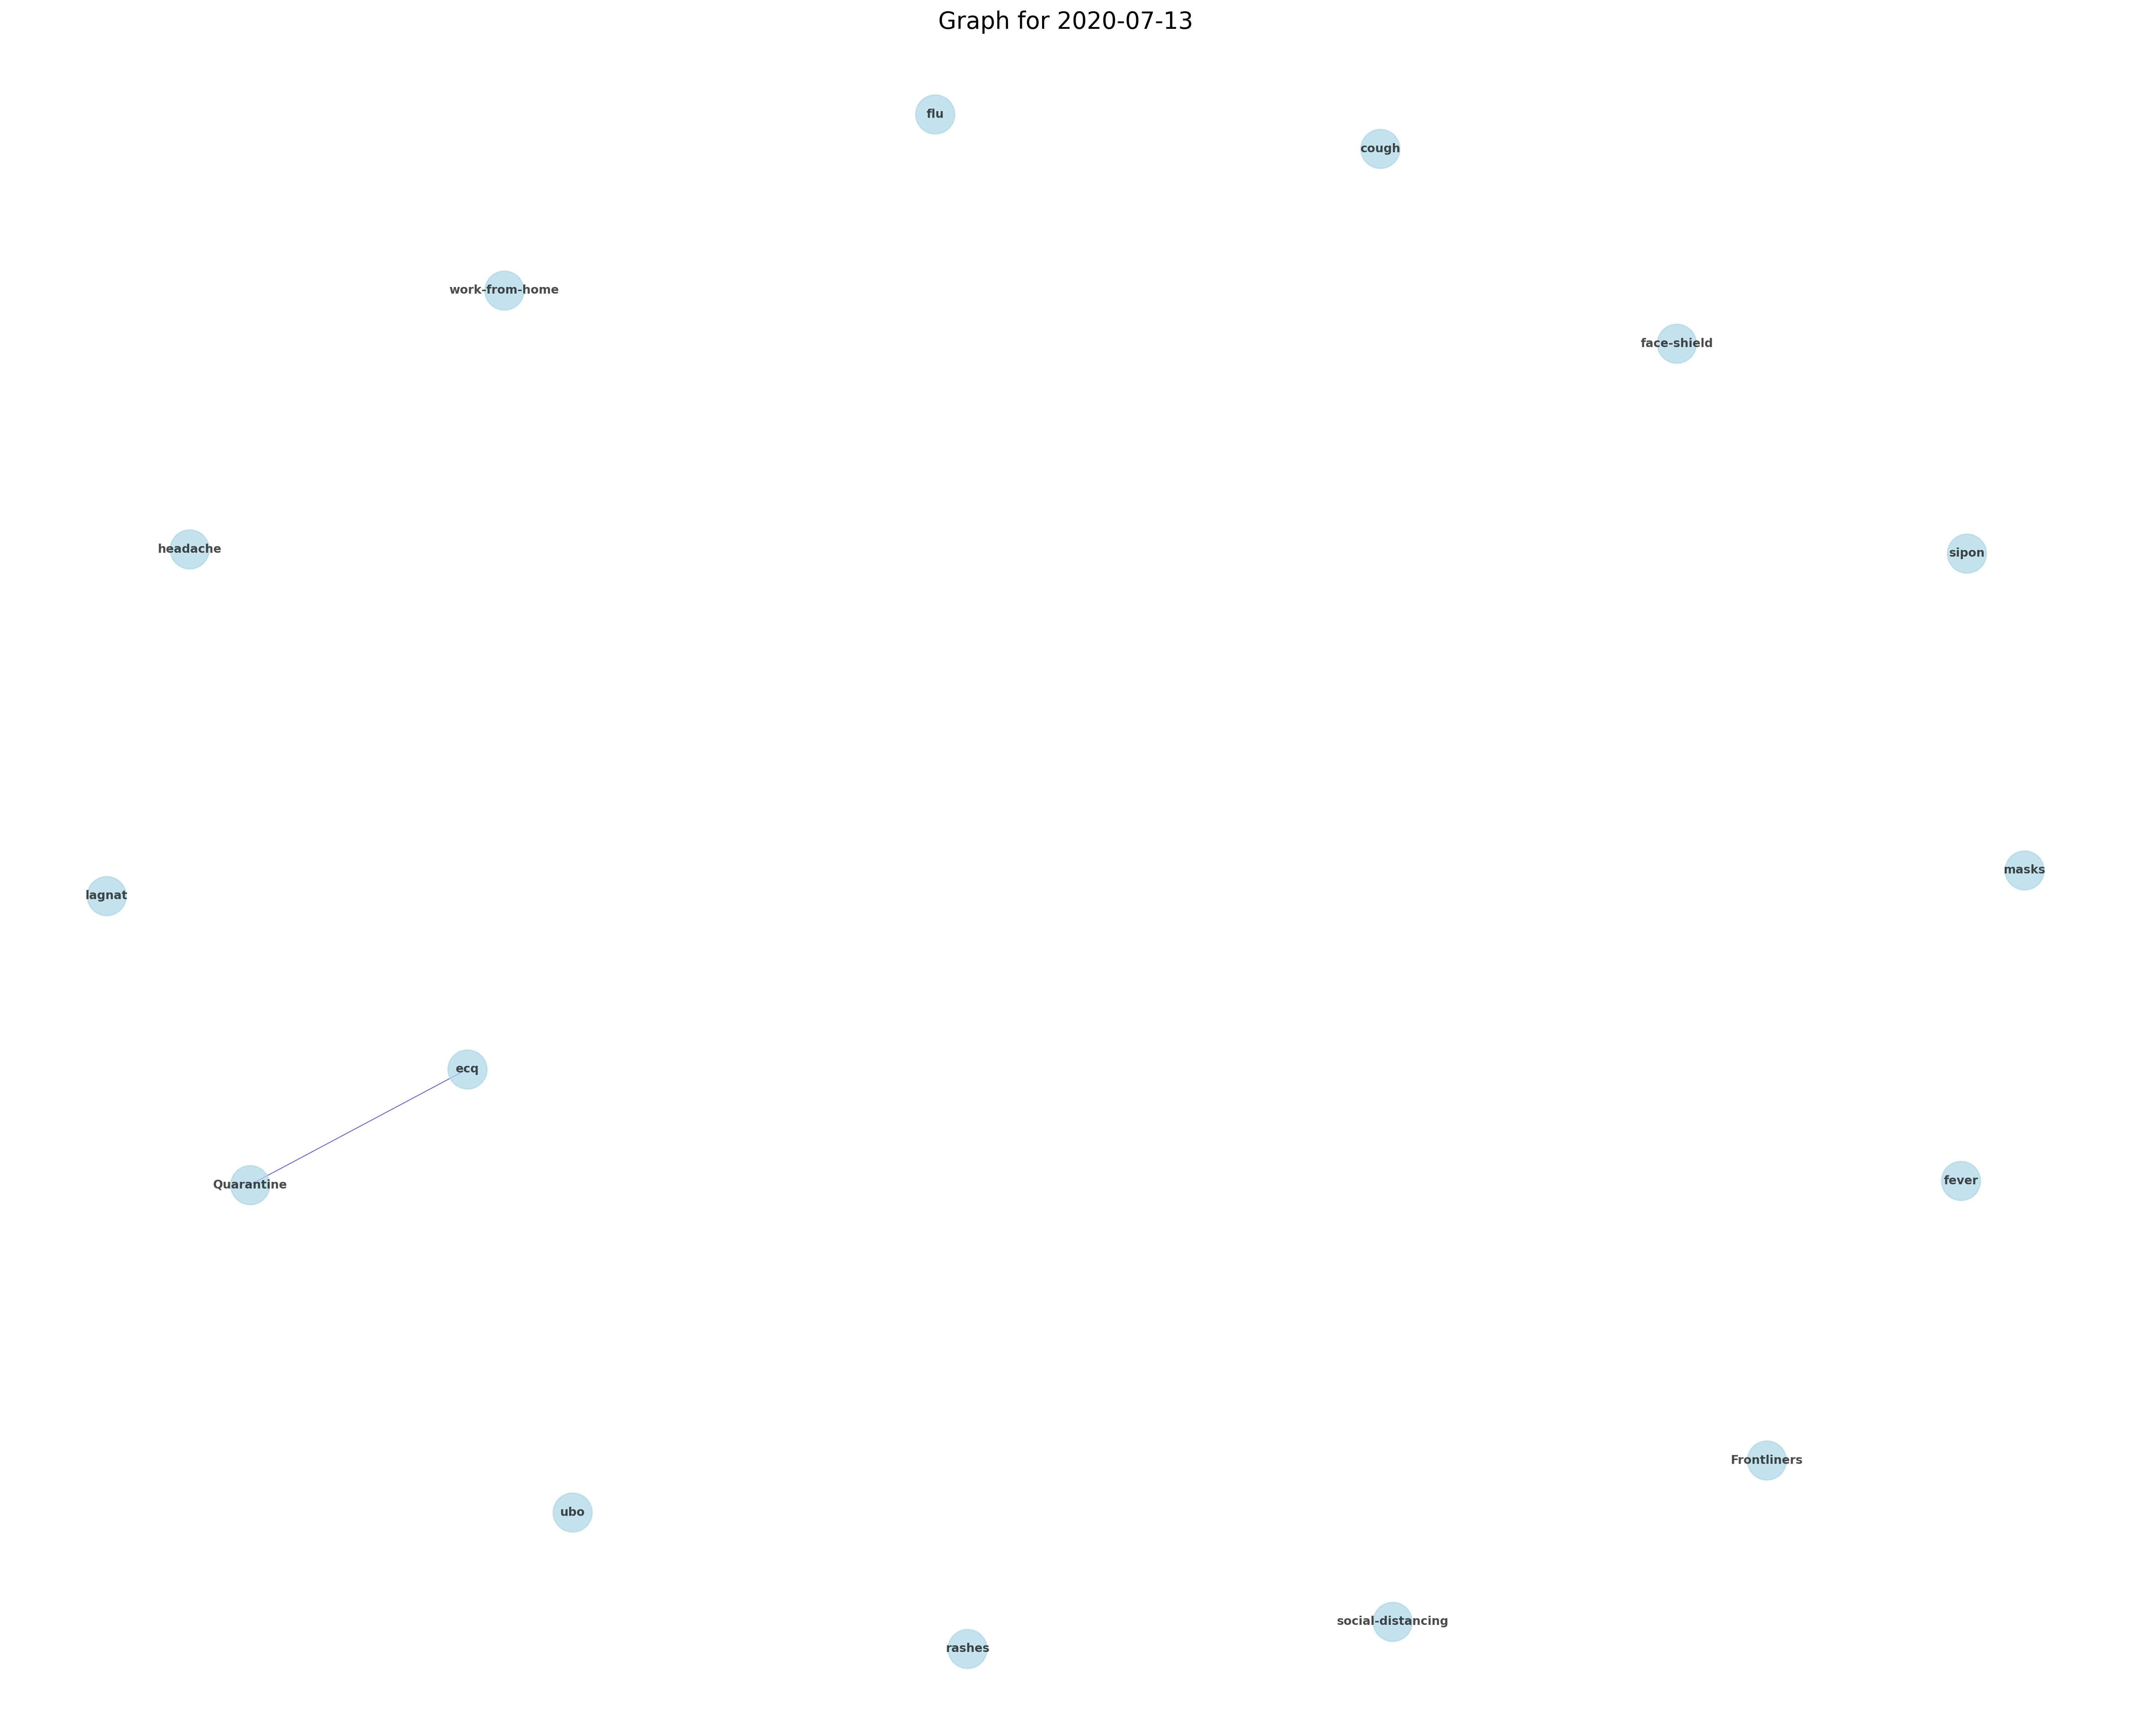 Graph for 2020-07-13
flu
cough
work-from-home
face-shield
headache
sipon
masks
lagnat
ecq
Quarantine
fever
Frontliners
ubo
social-distancing
rashes